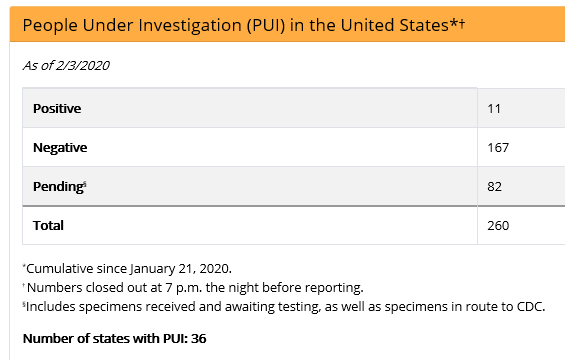 People Under Investigation (PUI) in the United States*†
As of 2/3/2020
Positive 11
Negative 167
Pending§ 82
Total 260
*Cumulative since January 21, 2020.
†Numbers closed out at 7 p.m. the night before reporting.
§Includes specimens received and awaiting testing, as well as specimens in route to CDC.
Number of states with PUI: 36